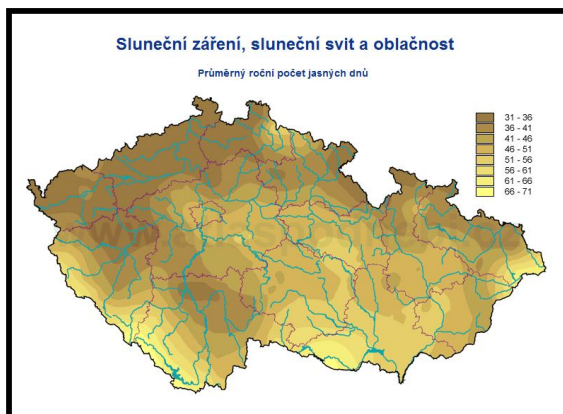 Sluneční záření, sluneční svit a oblačnost
Průměrný roční počet jasných dnů
31 - 36
36 - 41
41 - 46
46 - 51
51 - 56
56 - 61
61 - 66
66 - 71